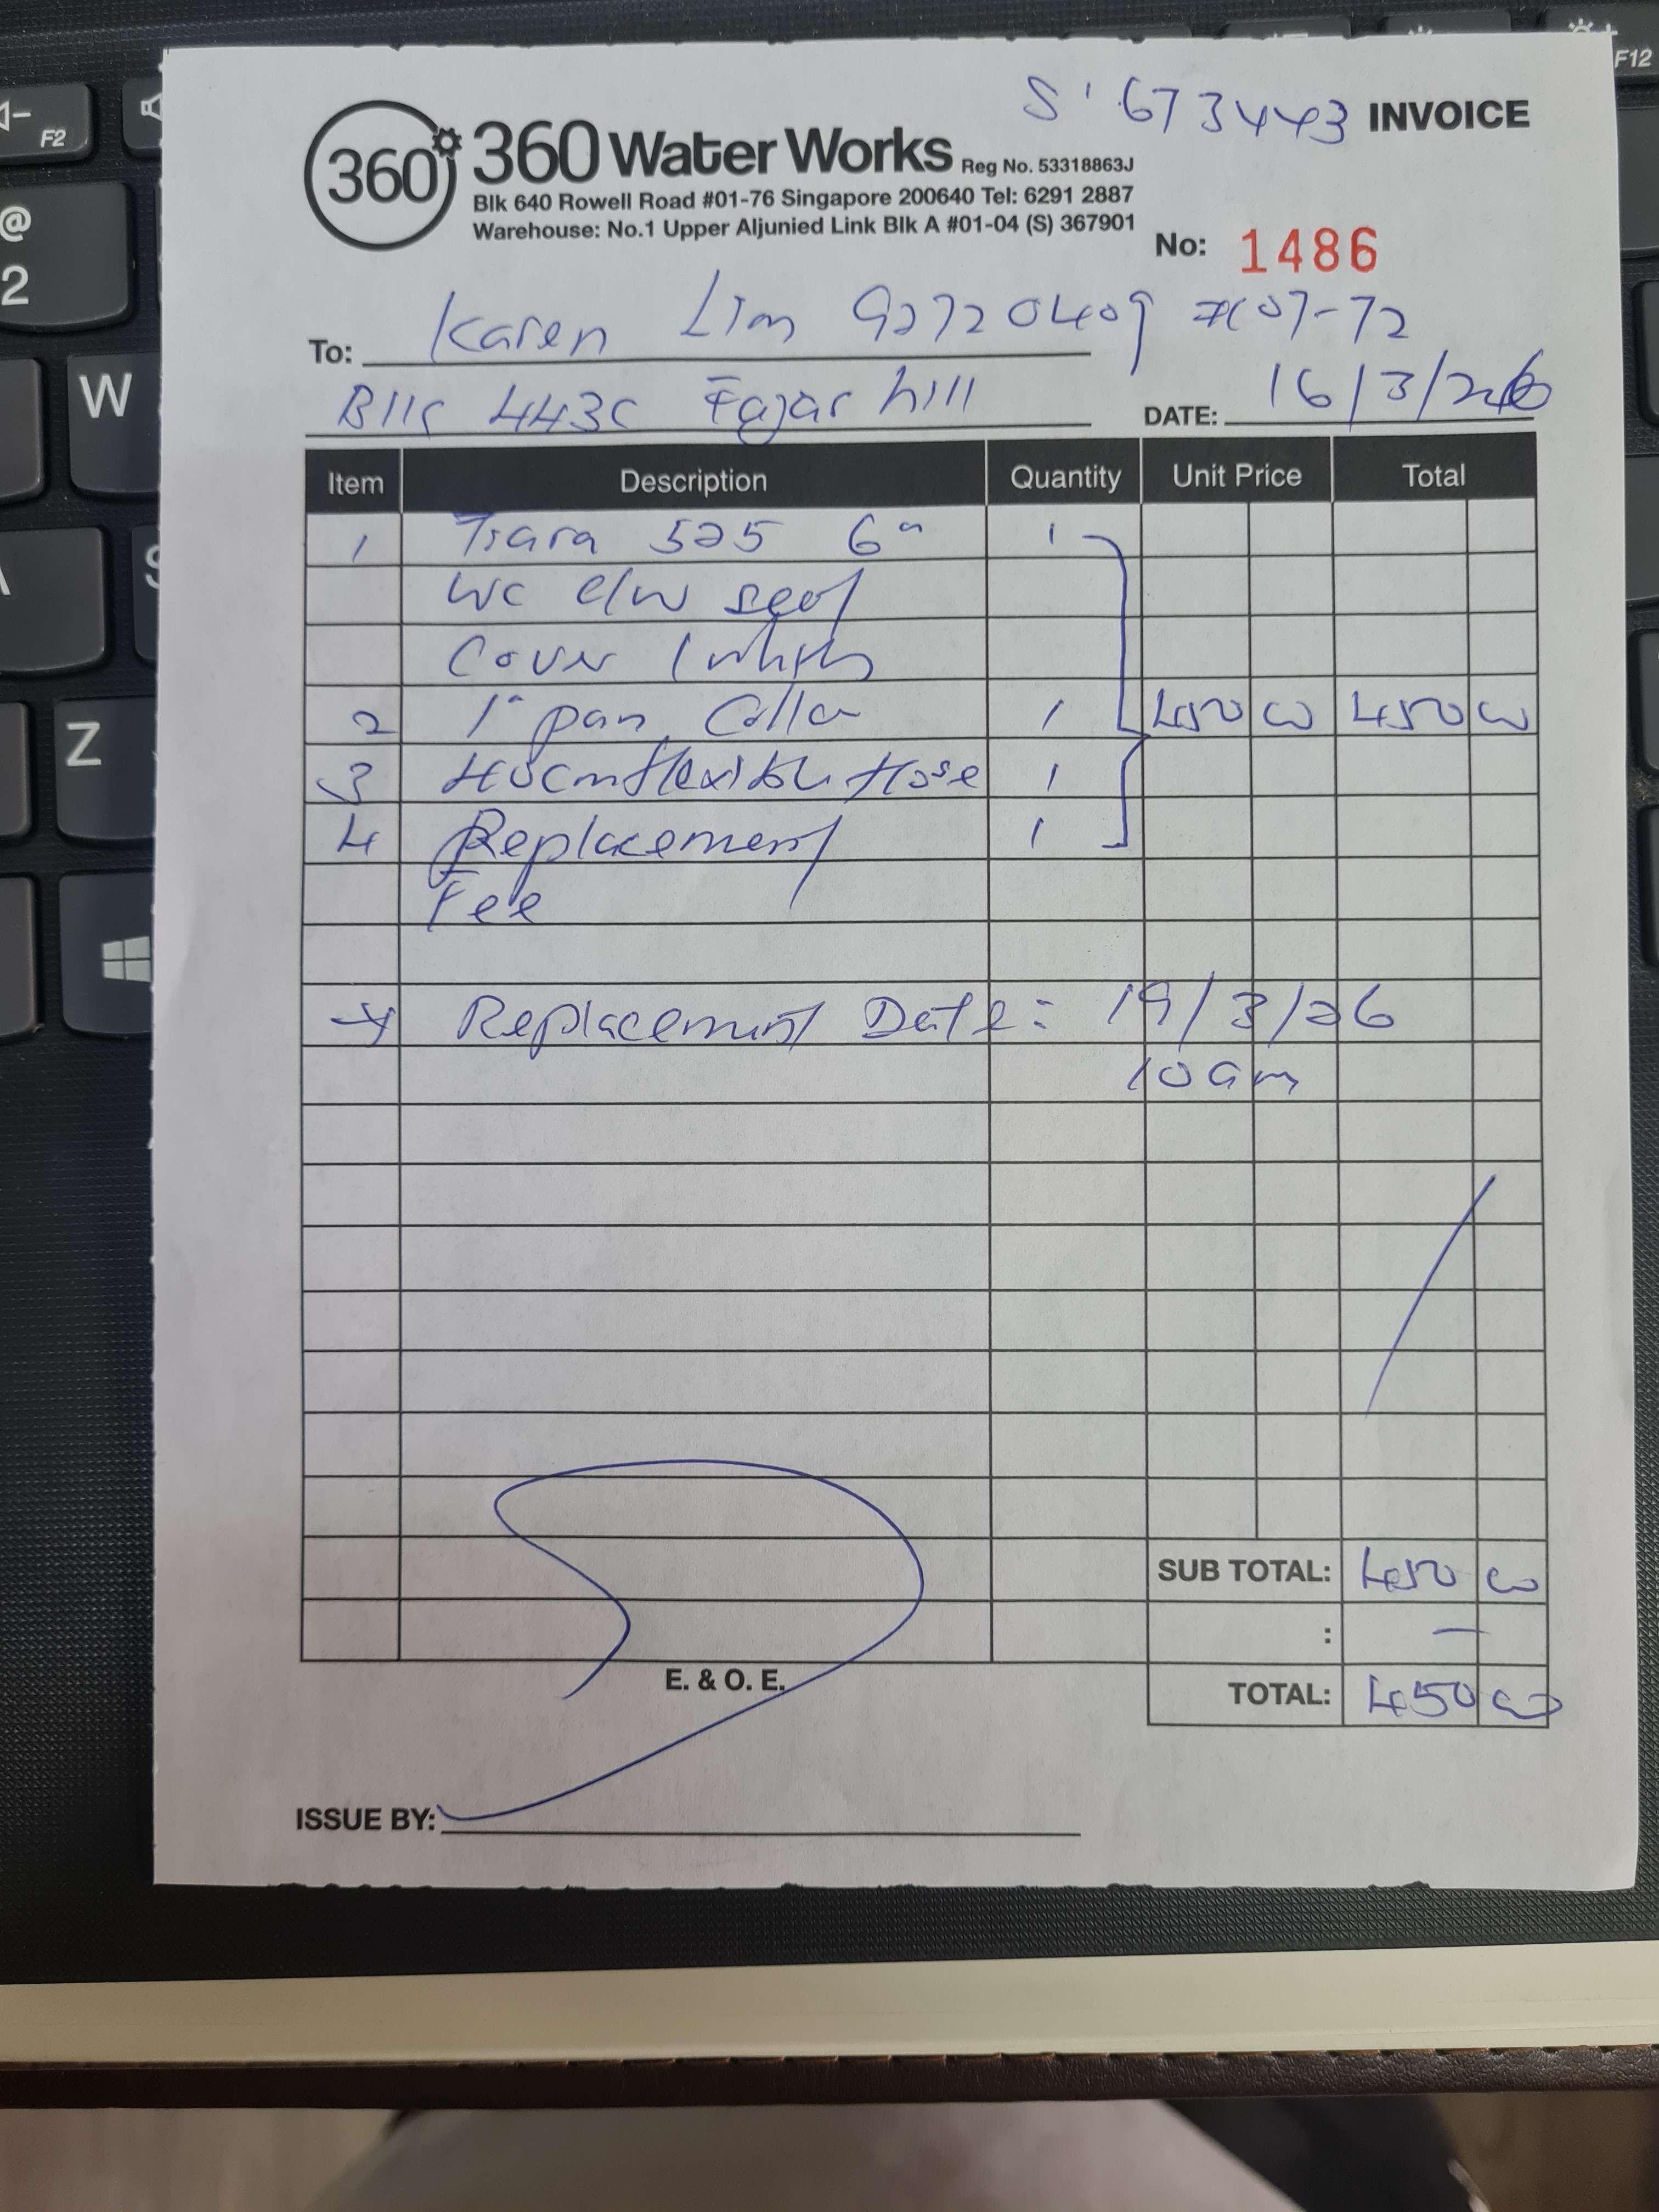 S' 673443 INVOICE
360° 360 Water Works Reg No. 53318863J
Blk 640 Rowell Road #01-76 Singapore 200640 Tel: 6291 2887
Warehouse: No.1 Upper Aljunied Link Blk A #01-04 (S) 367901
No: 1486
To: Karen Lim 92720409 #07-72
Blk 443C Fajar hill DATE: 16/3/26
Item Description Quantity Unit Price Total
1 Tiara 525 6" 1
WC c/w seat
Cover (white)
2 1" pan Collar 1 450 00 450 00
3 flexible Hose 1
4 Replacement 1
Fee
Replacement Date: 19/3/26
10am
SUB TOTAL: 450 00
: —
E. & O. E.
TOTAL: 450 00
ISSUE BY:
F2
F12
@
2
W
S
Z